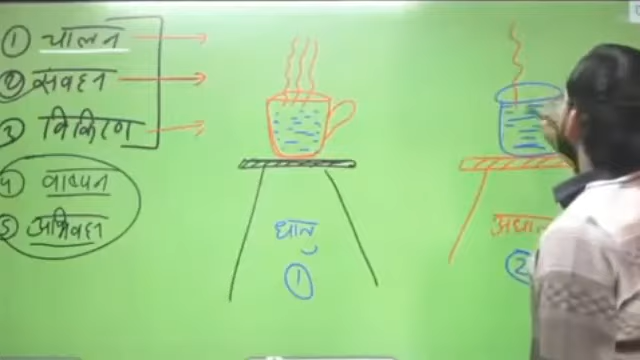 ① चालन
② संवहन
③ विकिरण
④ वाष्पन
⑤ अभिवहन
धातु
①
②